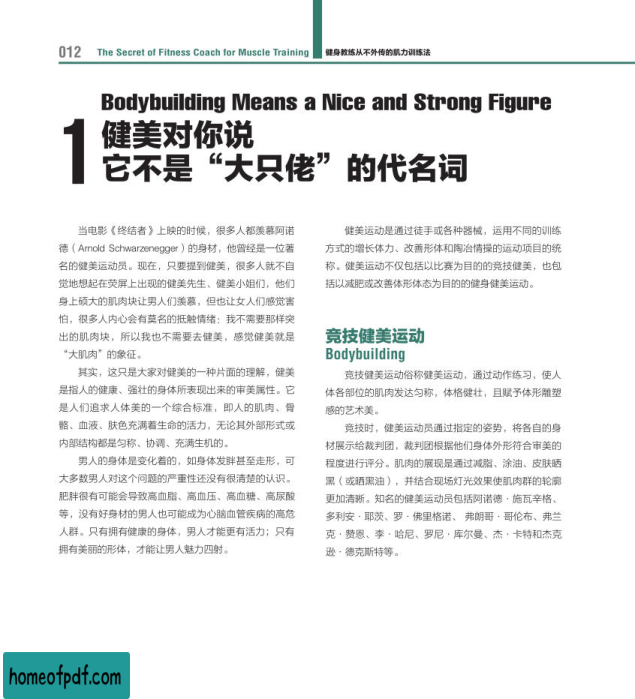 012 The Secret of Fitness Coach for Muscle Training 健身教练从不外传的肌力训练法
Bodybuilding Means a Nice and Strong Figure
1
健美对你说
它不是“大只佬”的代名词
当电影《终结者》上映的时候，很多人都羡慕阿诺
德（Arnold Schwarzenegger）的身材，他曾经是一位著
名的健美运动员。现在，只要提到健美，很多人就不自
觉地想起在荧屏上出现的健美先生、健美小姐们，他们
身上硕大的肌肉块让男人们羡慕，但也让女人们感觉害
怕，很多人内心会有莫名的抵触情绪：我不需要那样突
出的肌肉块，所以我也不需要去健美，感觉健美就是
“大肌肉”的象征。
其实，这只是大家对健美的一种片面的理解，健美
是指人的健康、强壮的身体所表现出来的审美属性。它
是人们追求人体美的一个综合标准，即人的肌肉、骨
骼、血液、肤色充满着生命的活力，无论其外部形式或
内部结构都是匀称、协调、充满生机的。
男人的身体是变化着的，如身体发胖甚至走形，可
大多数男人对这个问题的严重性还没有很清楚的认识。
肥胖很有可能会导致高血脂、高血压、高血糖、高尿酸
等，没有好身材的男人也可能成为心脑血管疾病的高危
人群。只有拥有健康的身体，男人才能更有活力；只有
拥有美丽的形体，才能让男人魅力四射。
健美运动是通过徒手或各种器械，运用不同的训练
方式的增长体力、改善形体和陶冶情操的运动项目的统
称。健美运动不仅包括以比赛为目的的竞技健美，也包
括以减肥或改善体形体态为目的的健身健美运动。
竞技健美运动
Bodybuilding
竞技健美运动俗称健美运动，通过动作练习，使人
体各部位的肌肉发达匀称，体格健壮，且赋予体形雕塑
感的艺术美。
竞技时，健美运动员通过指定的姿势，将各自的身
材展示给裁判团，裁判团根据他们身体外形符合审美的
程度进行评分。肌肉的展现是通过减脂、涂油、皮肤晒
黑（或晒黑油），并结合现场灯光效果使肌肉群的轮廓
更加清晰。知名的健美运动员包括阿诺德·施瓦辛格、
多利安·耶茨、罗·佛里格诺、弗朗哥·哥伦布、弗兰
克·赞恩、李·哈尼、罗尼·库尔曼、杰·卡特和杰克
逊·德克斯特等。
homeofpdf.com